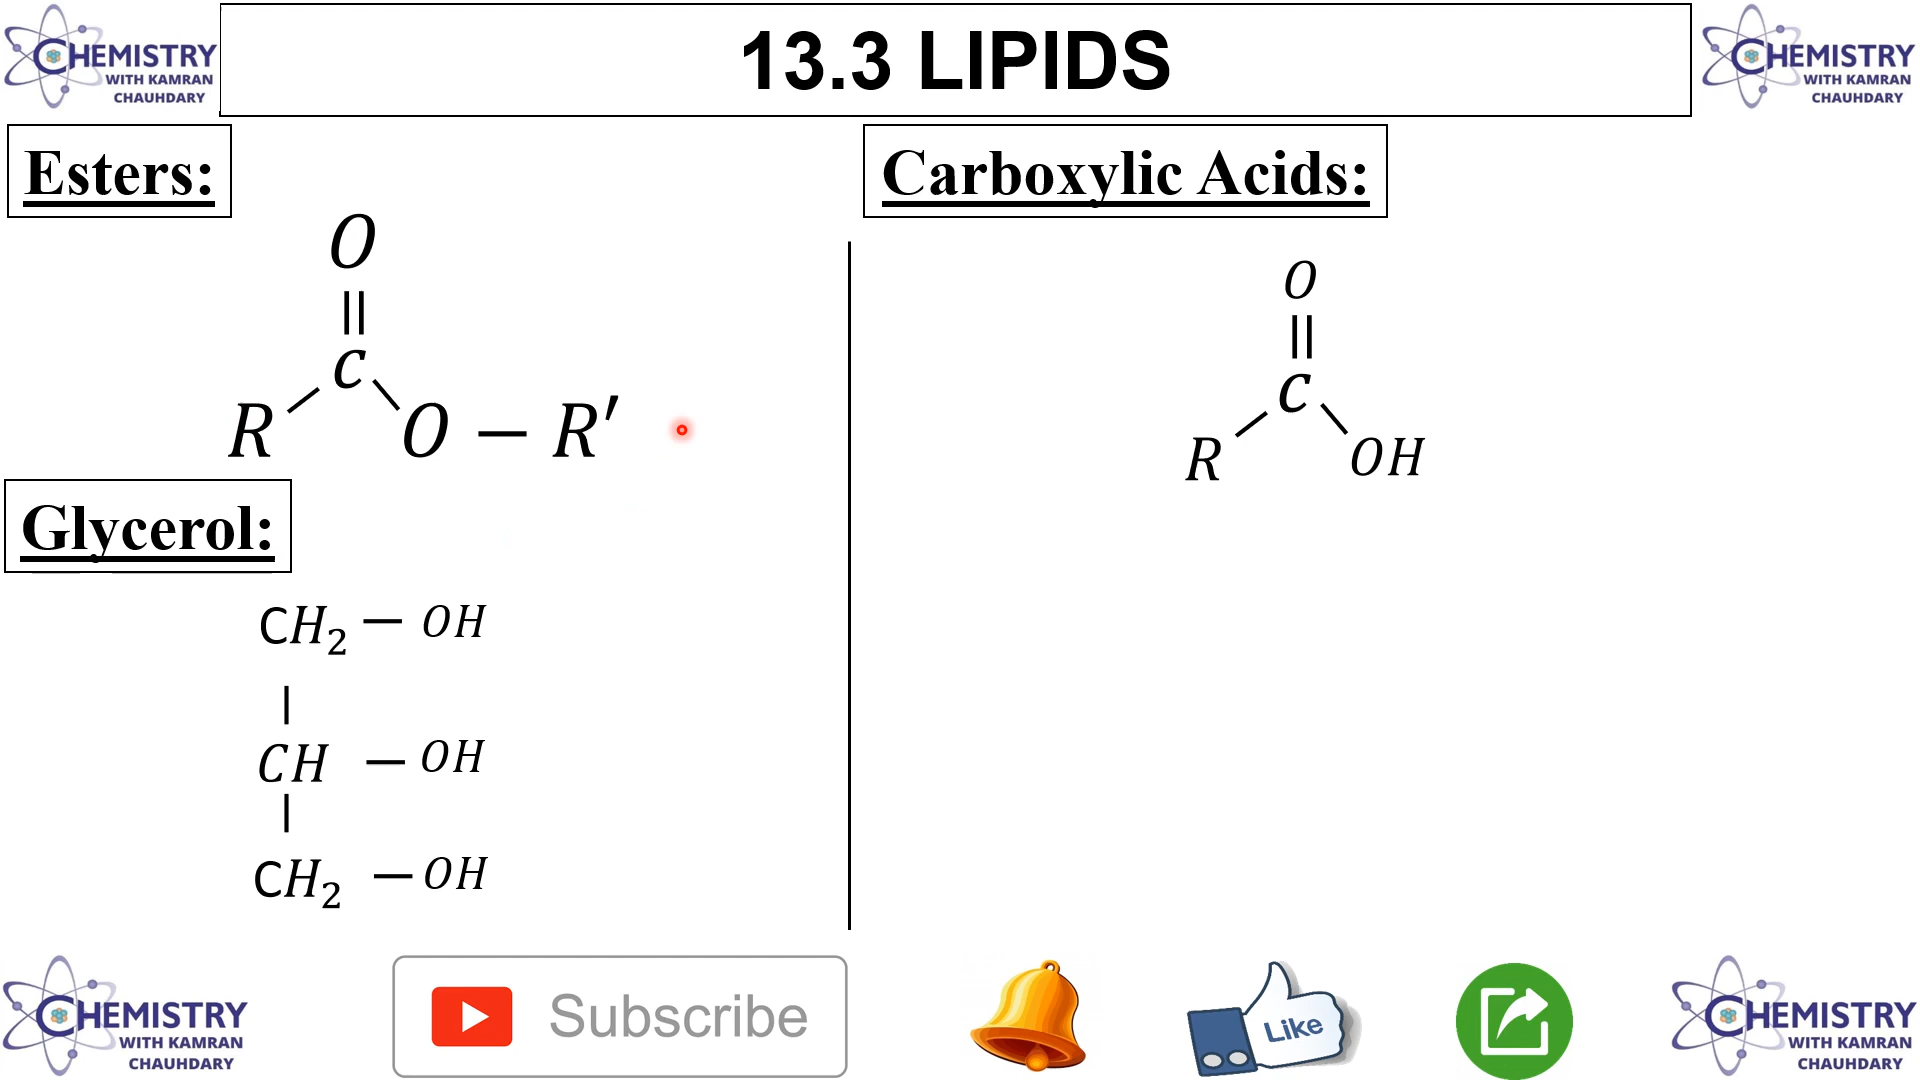 CHEMISTRY
WITH KAMRAN
CHAUHDARY
13.3 LIPIDS
CHEMISTRY
WITH KAMRAN
CHAUHDARY
Esters:
O
||
C
R O — R′
Glycerol:
CH₂ — OH
|
CH — OH
|
CH₂ — OH
Carboxylic Acids:
O
||
C
R OH
CHEMISTRY
WITH KAMRAN
CHAUHDARY
Subscribe
Like
CHEMISTRY
WITH KAMRAN
CHAUHDARY